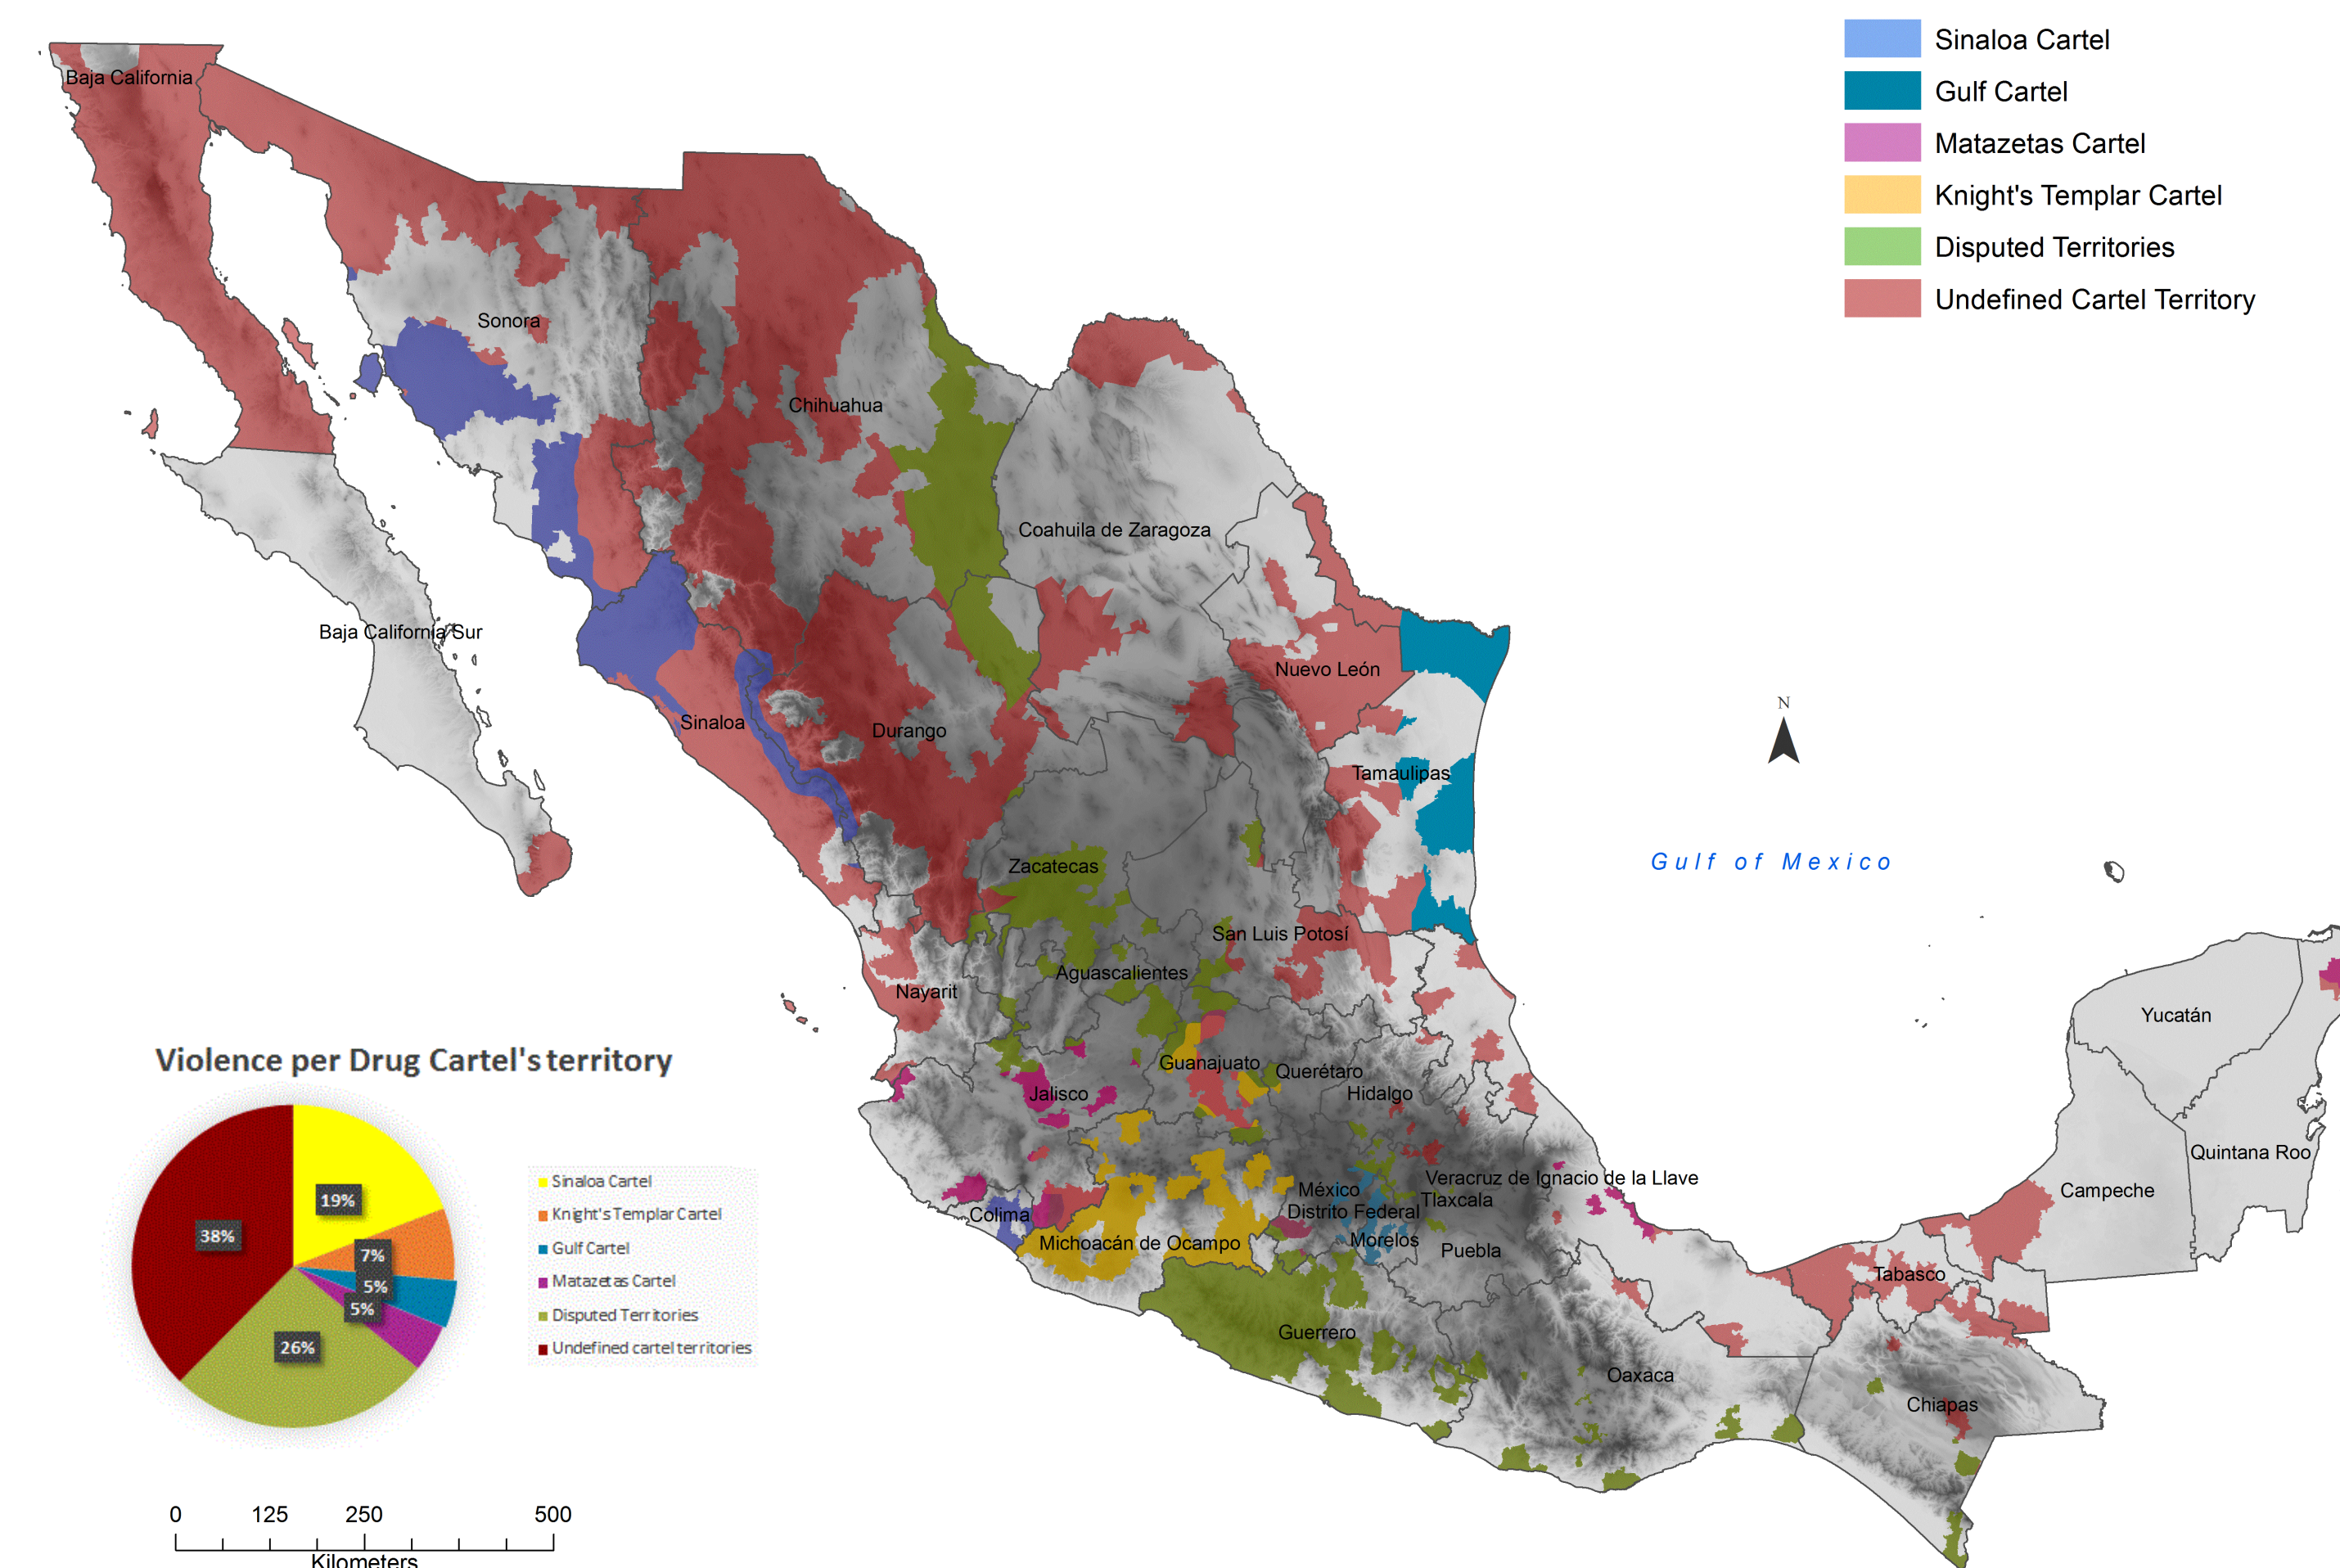 Sinaloa Cartel
Gulf Cartel
Matazetas Cartel
Knight's Templar Cartel
Disputed Territories
Undefined Cartel Territory
Baja California
Sonora
Chihuahua
Coahuila de Zaragoza
Baja California Sur
Nuevo León
Sinaloa
Durango
Tamaulipas
N
Gulf of Mexico
Zacatecas
San Luis Potosí
Aguascalientes
Nayarit
Yucatán
Guanajuato
Querétaro
Jalisco
Hidalgo
Quintana Roo
Veracruz de Ignacio de la Llave
México
Tlaxcala
Campeche
Colima
Distrito Federal
Michoacán de Ocampo
Morelos
Puebla
Tabasco
Guerrero
Oaxaca
Chiapas
Violence per Drug Cartel's territory
19%
38%
7%
5%
5%
26%
Sinaloa Cartel
Knight's Templar Cartel
Gulf Cartel
Matazetas Cartel
Disputed Territories
Undefined cartel territories
0 125 250 500
Kilometers